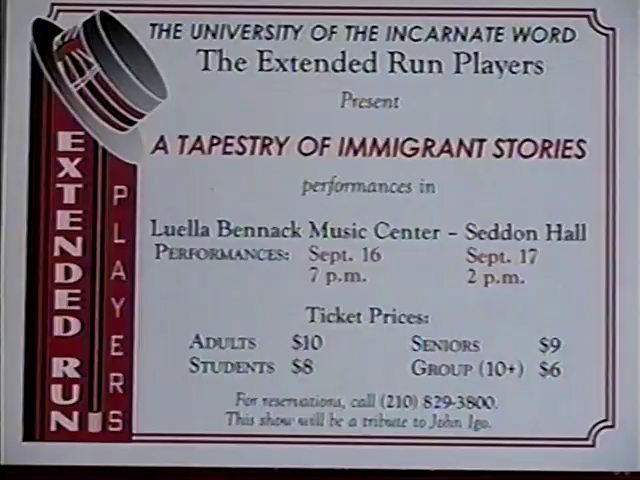 THE UNIVERSITY OF THE INCARNATE WORD
The Extended Run Players
Present
A TAPESTRY OF IMMIGRANT STORIES
performances in
Luella Bennack Music Center – Seddon Hall
PERFORMANCES: Sept. 16 Sept. 17
7 p.m. 2 p.m.
Ticket Prices:
ADULTS $10 SENIORS $9
STUDENTS $8 GROUP (10+) $6
For reservations, call (210) 829-3800.
This show will be a tribute to John Igo.
EXTENDED RUN
PLAYERS